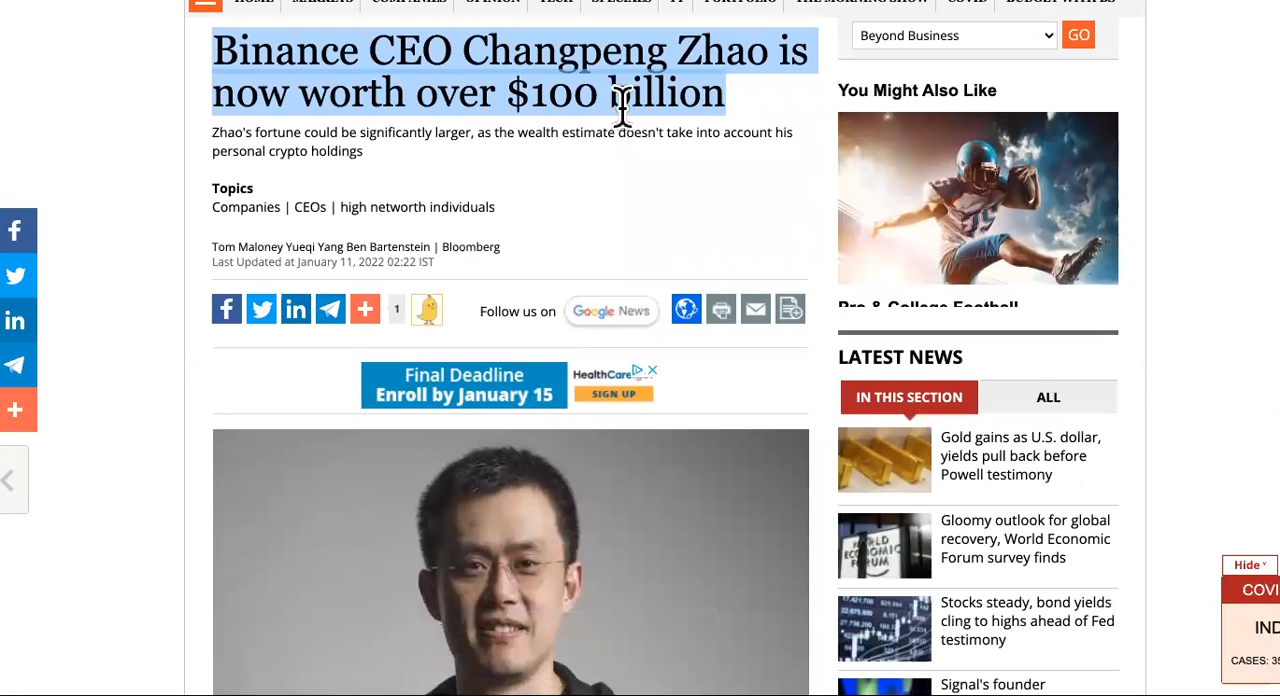 HOME MARKETS COMPANIES OPINION TECH SPECIALS PF PORTFOLIO THE MORNING SHOW COVID BUDGET WITH BS
Binance CEO Changpeng Zhao is
now worth over $100 billion
Zhao's fortune could be significantly larger, as the wealth estimate doesn't take into account his
personal crypto holdings
Topics
Companies | CEOs | high networth individuals
Tom Maloney Yueqi Yang Ben Bartenstein | Bloomberg
Last Updated at January 11, 2022 02:22 IST
1
Follow us on Google News
Final Deadline
Enroll by January 15
HealthCare
SIGN UP
Beyond Business
GO
You Might Also Like
Pro & College Football
LATEST NEWS
IN THIS SECTION ALL
Gold gains as U.S. dollar,
yields pull back before
Powell testimony
WORLD
ECONOMIC
FORUM
Gloomy outlook for global
recovery, World Economic
Forum survey finds
Stocks steady, bond yields
cling to highs ahead of Fed
testimony
Signal's founder
Hide
COVI
IND
CASES: 35